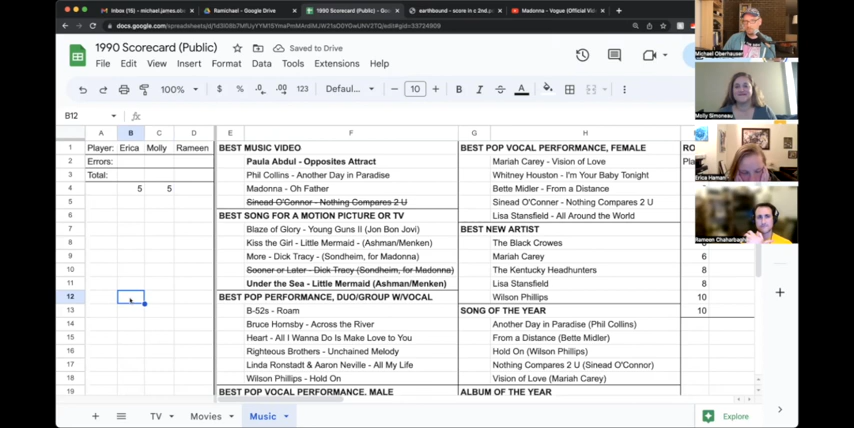 Inbox (15) - michael.james.obe
Ramichael - Google Drive
1990 Scorecard (Public) - Go
earthbound - score in c 2nd.p
Madonna - Vogue (Official Vid
1990 Scorecard (Public)
Saved to Drive
File Edit View Insert Format Data Tools Extensions Help
100% $ % .0 .00 123 Defaul... 10 B I A
B12 fx
A B C D E F G H
1 Player: Erica Molly Rameen BEST MUSIC VIDEO BEST POP VOCAL PERFORMANCE, FEMALE RO
2 Errors: Paula Abdul - Opposites Attract Mariah Carey - Vision of Love Pla
3 Total: Phil Collins - Another Day in Paradise Whitney Houston - I'm Your Baby Tonight
4 5 5 Madonna - Oh Father Bette Midler - From a Distance
5 Sinead O'Connor - Nothing Compares 2 U Sinead O'Connor - Nothing Compares 2 U
6 BEST SONG FOR A MOTION PICTURE OR TV Lisa Stansfield - All Around the World
7 Blaze of Glory - Young Guns II (Jon Bon Jovi) BEST NEW ARTIST
8 Kiss the Girl - Little Mermaid - (Ashman/Menken) The Black Crowes
9 More - Dick Tracy - (Sondheim, for Madonna) Mariah Carey 6
10 Sooner or Later - Dick Tracy (Sondheim, for Madonna) The Kentucky Headhunters 8
11 Under the Sea - Little Mermaid (Ashman/Menken) Lisa Stansfield 8
12 BEST POP PERFORMANCE, DUO/GROUP W/VOCAL Wilson Phillips 10
13 B-52s - Roam SONG OF THE YEAR 10
14 Bruce Hornsby - Across the River Another Day in Paradise (Phil Collins)
15 Heart - All I Wanna Do Is Make Love to You From a Distance (Bette Midler)
16 Righteous Brothers - Unchained Melody Hold On (Wilson Phillips)
17 Linda Ronstadt & Aaron Neville - All My Life Nothing Compares 2 U (Sinead O'Connor)
18 Wilson Phillips - Hold On Vision of Love (Mariah Carey)
19 BEST POP VOCAL PERFORMANCE, MALE ALBUM OF THE YEAR
TV Movies Music Explore
Michael Oberhauser
Molly Simoneau
Erica Haman
Rameen Chaharbagh